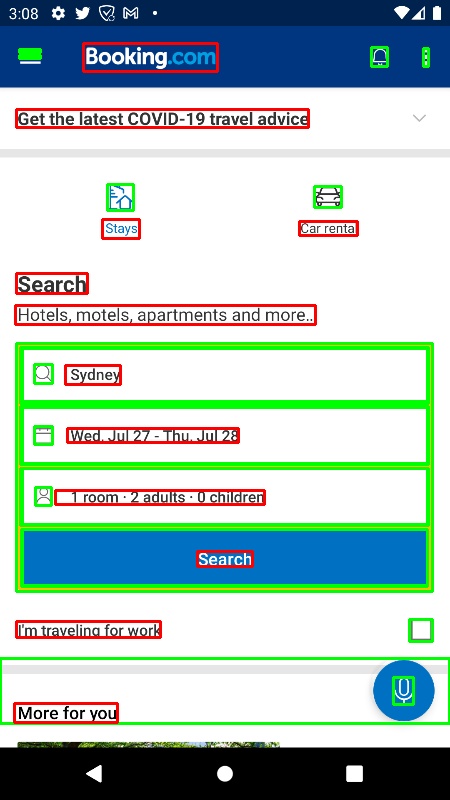 3:08
Booking.com
Get the latest COVID-19 travel advice
Stays
Car rental
Search
Hotels, motels, apartments and more...
Sydney
Wed, Jul 27 - Thu, Jul 28
1 room · 2 adults · 0 children
Search
I'm traveling for work
More for you